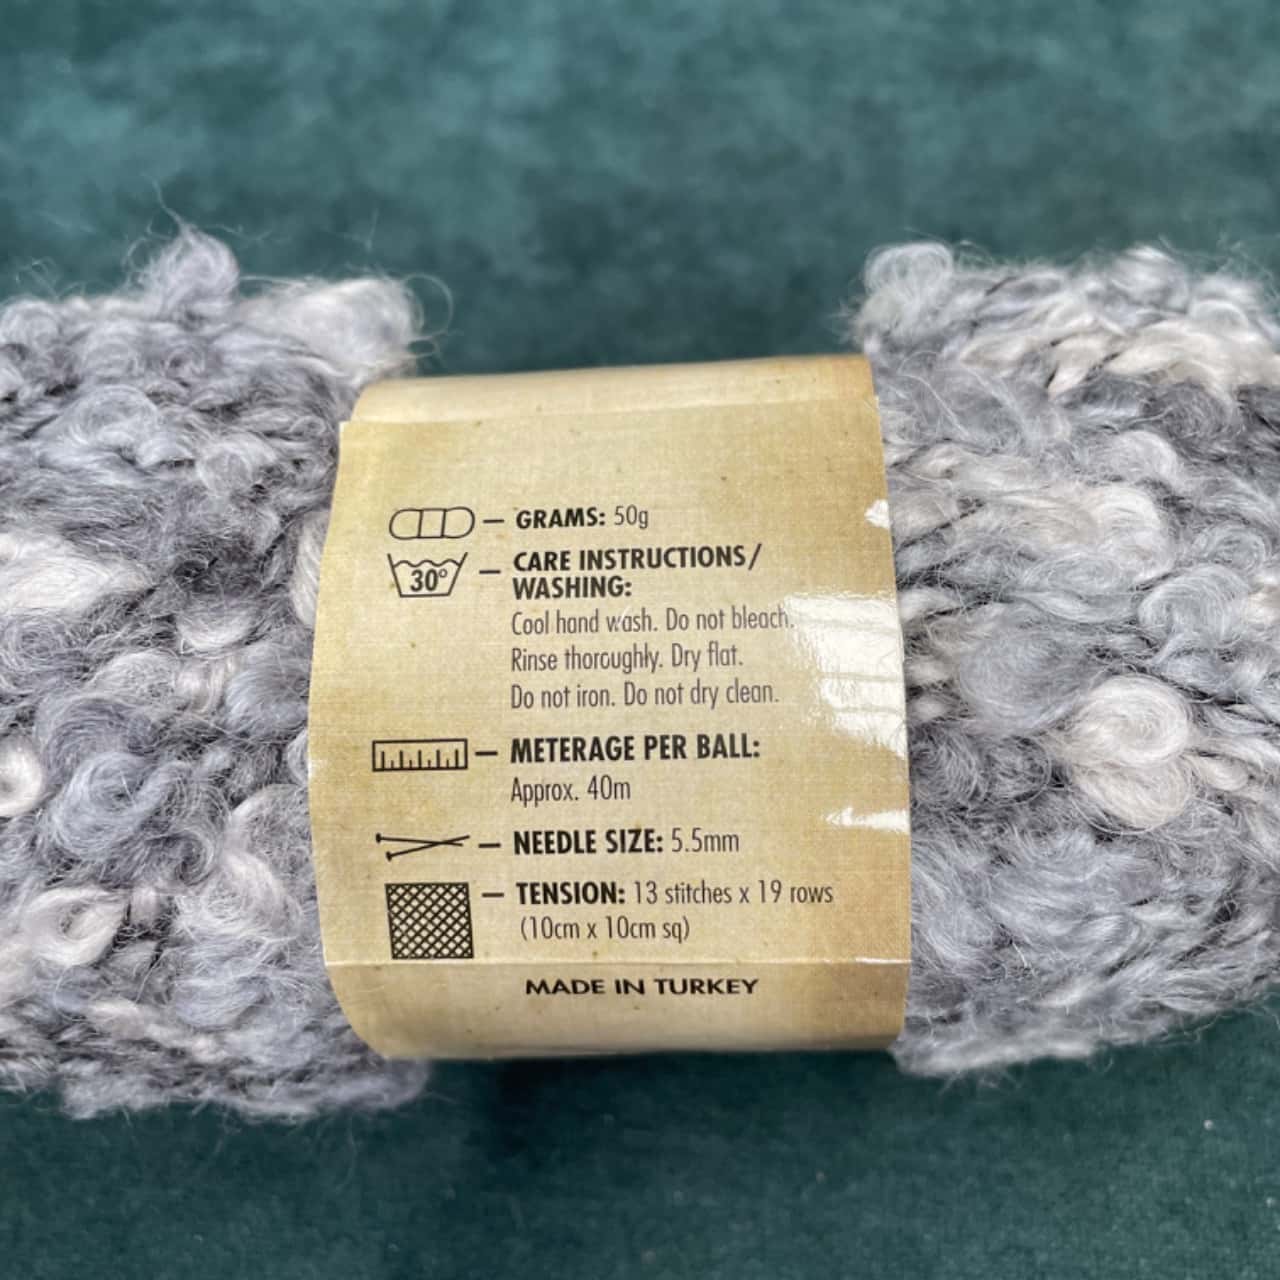 GRAMS: 50g
30°
CARE INSTRUCTIONS/
WASHING:
Cool hand wash. Do not bleach.
Rinse thoroughly. Dry flat.
Do not iron. Do not dry clean.
METERAGE PER BALL:
Approx. 40m
NEEDLE SIZE: 5.5mm
TENSION: 13 stitches x 19 rows
(10cm x 10cm sq)
MADE IN TURKEY